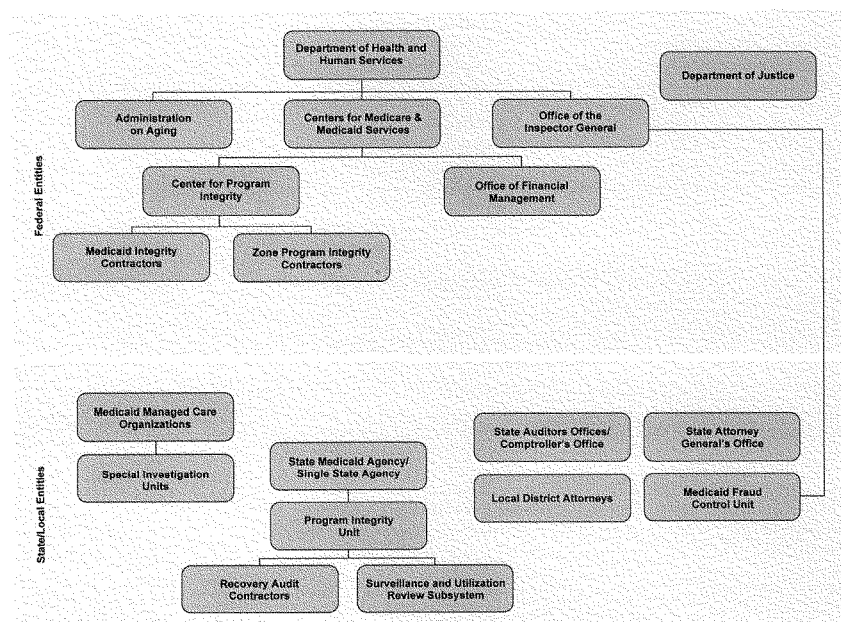 Department of Health and
Human Services
Department of Justice
Administration
on Aging
Centers for Medicare &
Medicaid Services
Office of the
Inspector General
Federal Entities
Center for Program
Integrity
Office of Financial
Management
Medicaid Integrity
Contractors
Zone Program Integrity
Contractors
State/Local Entities
Medicaid Managed Care
Organizations
Special Investigation
Units
State Medicaid Agency/
Single State Agency
Program Integrity
Unit
Recovery Audit
Contractors
Surveillance and Utilization
Review Subsystem
State Auditors Offices/
Comptroller's Office
State Attorney
General's Office
Local District Attorneys
Medicaid Fraud
Control Unit